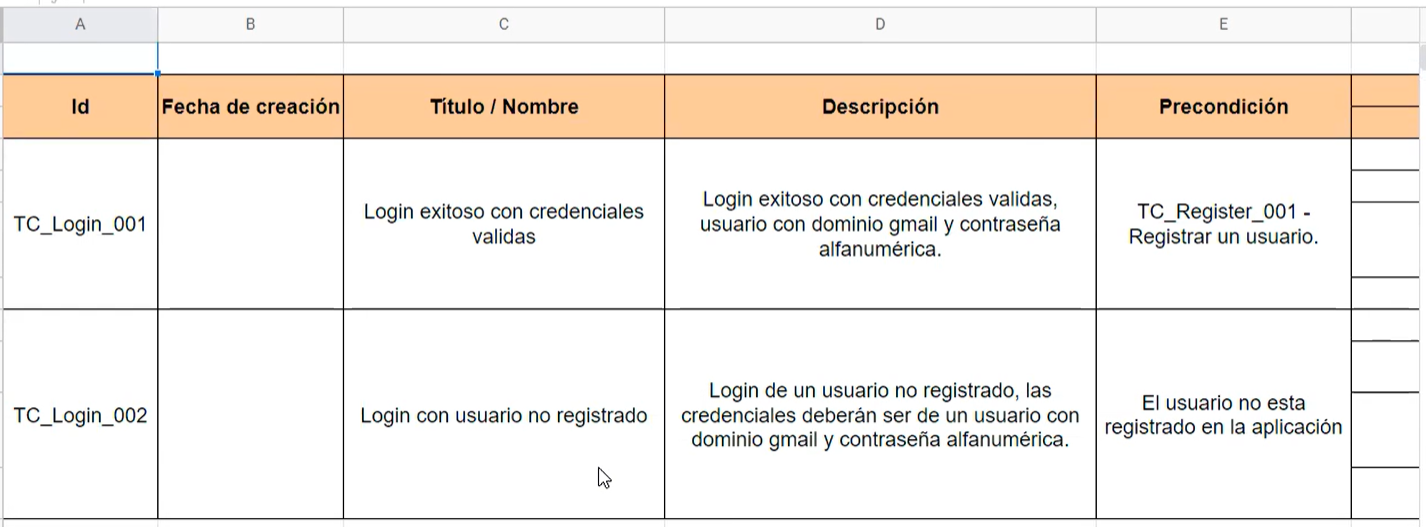 A B C D E
Id Fecha de creación Título / Nombre Descripción Precondición
TC_Login_001
Login exitoso con credenciales
validas
Login exitoso con credenciales validas,
usuario con dominio gmail y contraseña
alfanumérica.
TC_Register_001 -
Registrar un usuario.
TC_Login_002
Login con usuario no registrado
Login de un usuario no registrado, las
credenciales deberán ser de un usuario con
dominio gmail y contraseña alfanumérica.
El usuario no esta
registrado en la aplicación